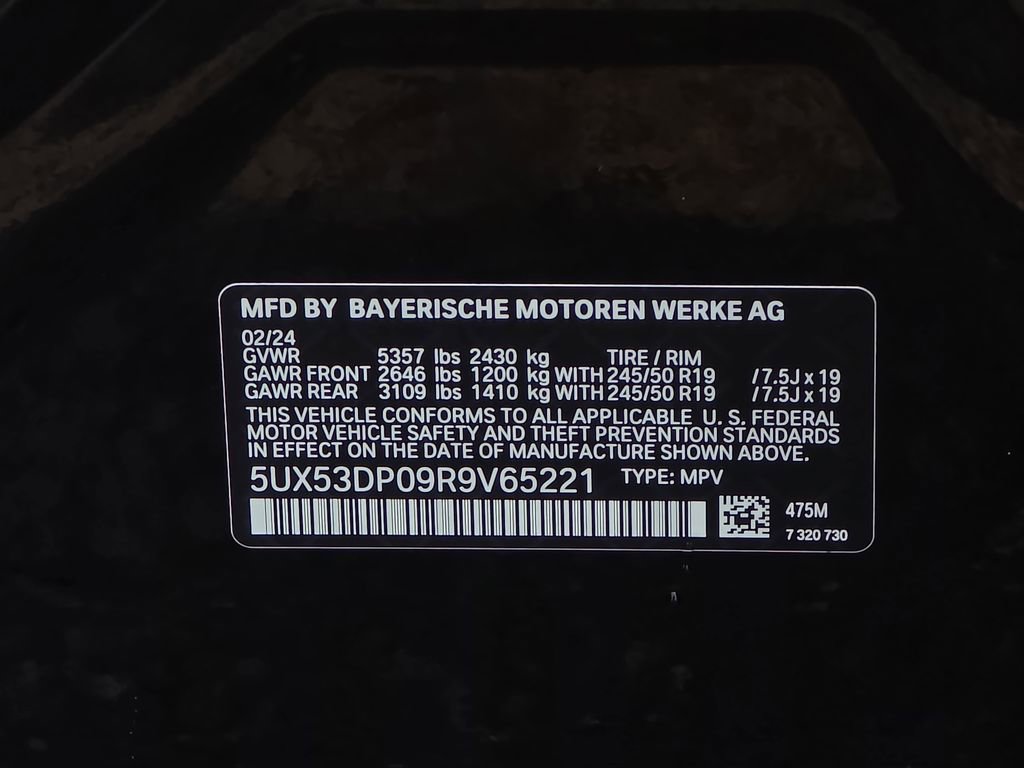 MFD BY BAYERISCHE MOTOREN WERKE AG
02/24
GVWR 5357 lbs 2430 kg TIRE / RIM
GAWR FRONT 2646 lbs 1200 kg WITH 245/50 R19 / 7.5J x 19
GAWR REAR 3109 lbs 1410 kg WITH 245/50 R19 / 7.5J x 19
THIS VEHICLE CONFORMS TO ALL APPLICABLE U. S. FEDERAL
MOTOR VEHICLE SAFETY AND THEFT PREVENTION STANDARDS
IN EFFECT ON THE DATE OF MANUFACTURE SHOWN ABOVE.
5UX53DP09R9V65221 TYPE: MPV
475M
7 320 730